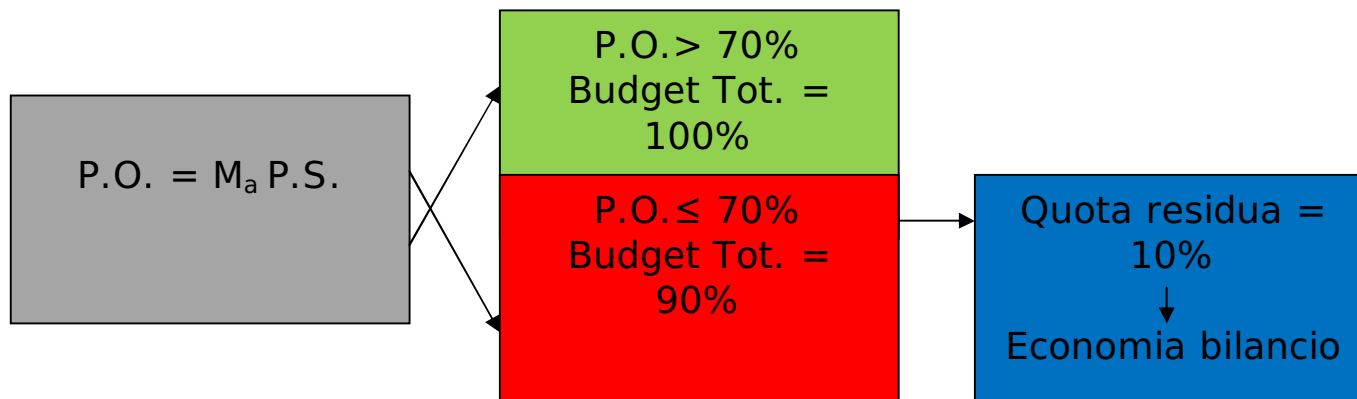 P.O. = Ma P.S.
P.O.> 70%
Budget Tot. =
100%
P.O.≤ 70%
Budget Tot. =
90%
Quota residua =
10%
Economia bilancio